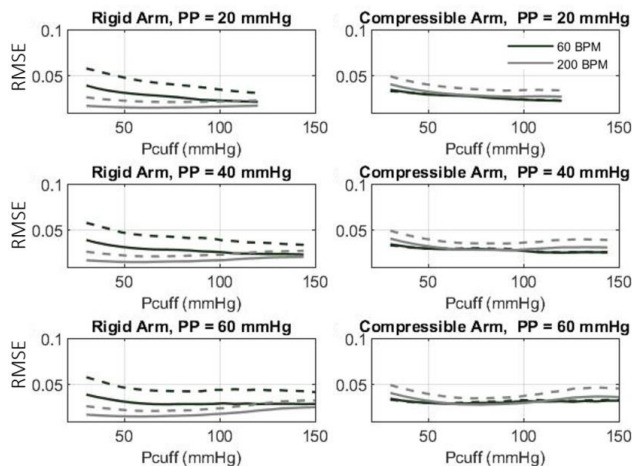 Rigid Arm, PP = 20 mmHg
0.1
0.05
RMSE
50 100 150
Pcuff (mmHg)
Compressible Arm, PP = 20 mmHg
0.1
0.05
60 BPM
200 BPM
50 100 150
Pcuff (mmHg)
Rigid Arm, PP = 40 mmHg
0.1
0.05
RMSE
50 100 150
Pcuff (mmHg)
Compressible Arm, PP = 40 mmHg
0.1
0.05
50 100 150
Pcuff (mmHg)
Rigid Arm, PP = 60 mmHg
0.1
0.05
RMSE
50 100 150
Pcuff (mmHg)
Compressible Arm, PP = 60 mmHg
0.1
0.05
50 100 150
Pcuff (mmHg)